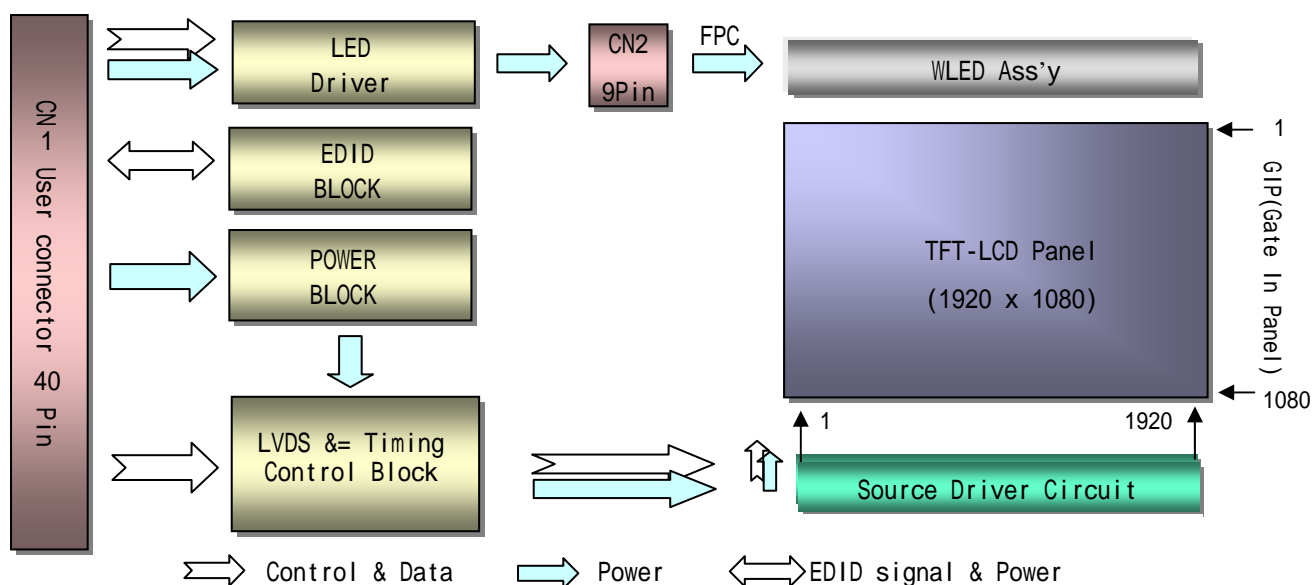 CN-1 User connector 40 Pin
LED
Driver
CN2
9Pin
FPC
WLED Ass'y
EDID
BLOCK
POWER
BLOCK
TFT-LCD Panel
(1920 x 1080)
1
GIP(Gate In Panel)
1080
1
1920
LVDS &= Timing
Control Block
Source Driver Circuit
Control & Data
Power
EDID signal & Power